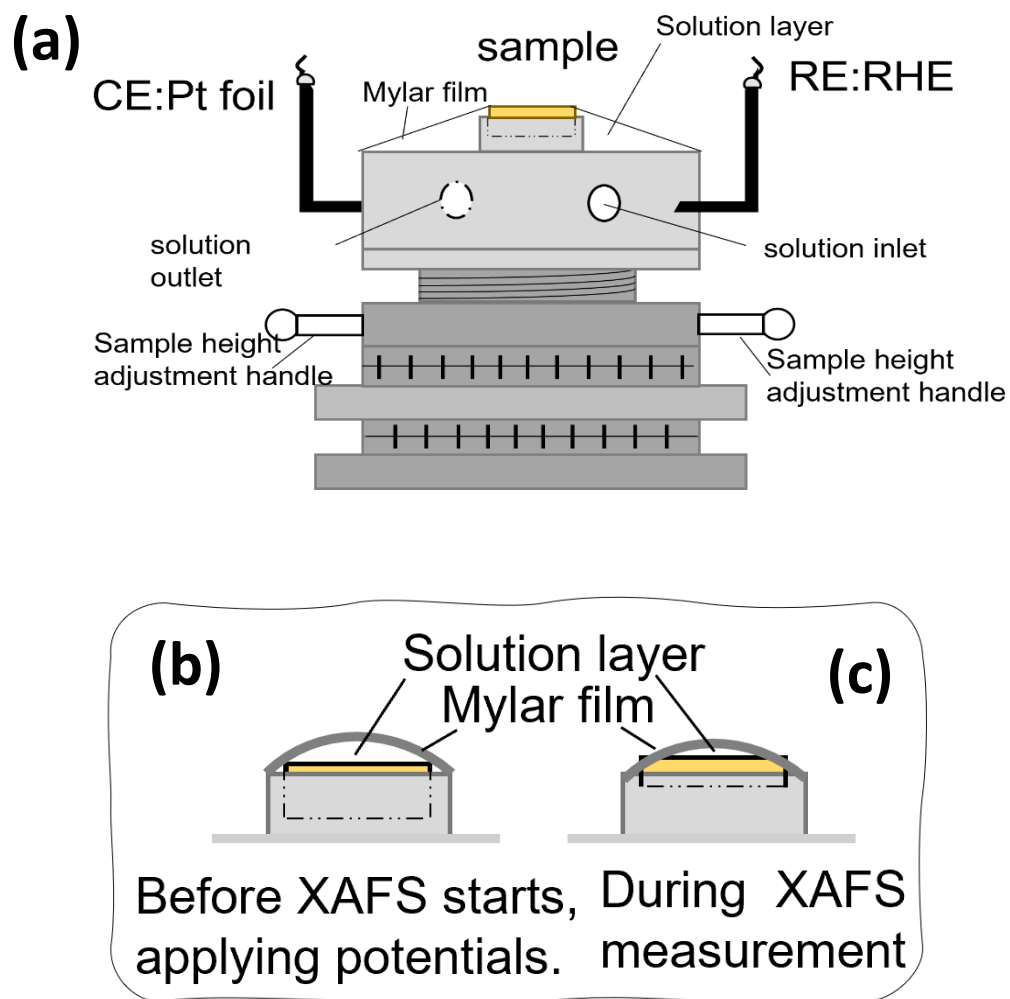 (a)
sample
Solution layer
CE:Pt foil
Mylar film
RE:RHE
solution
outlet
solution inlet
Sample height
adjustment handle
Sample height
adjustment handle
(b)
Solution layer
(c)
Mylar film
Before XAFS starts,
applying potentials.
During XAFS
measurement